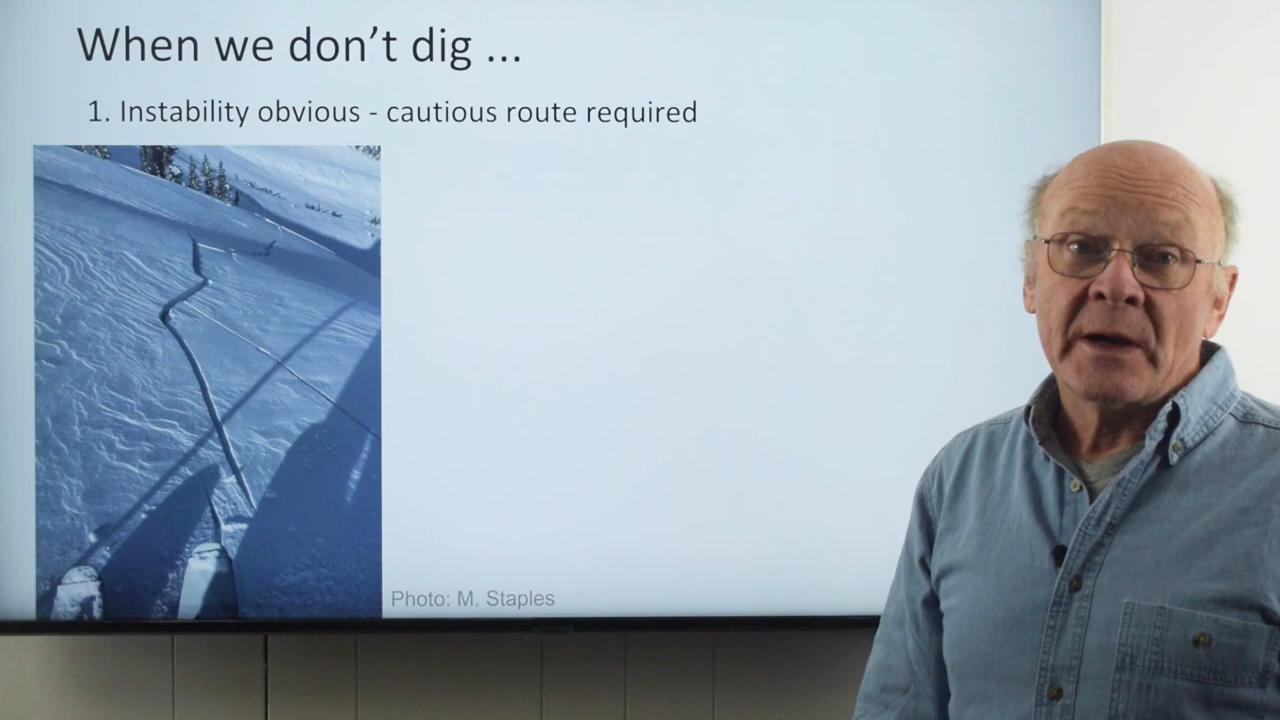 When we don't dig ...
1. Instability obvious - cautious route required
Photo: M. Staples